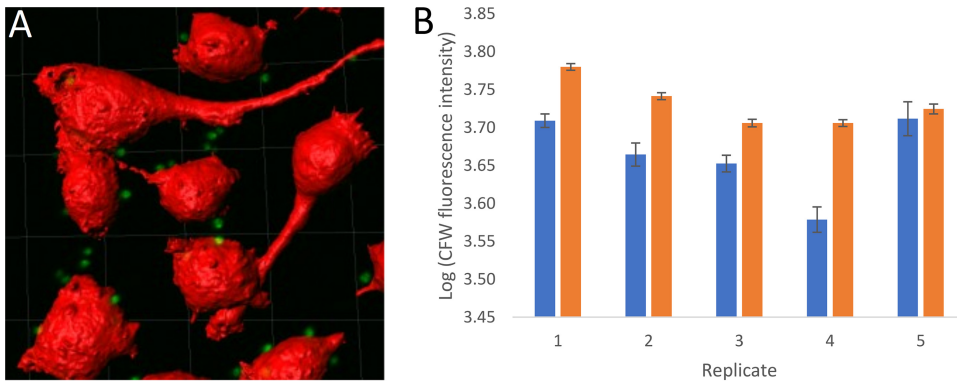 A
B
Log (CFW fluorescence intensity)
3.85
3.80
3.75
3.70
3.65
3.60
3.55
3.50
3.45
1 2 3 4 5
Replicate